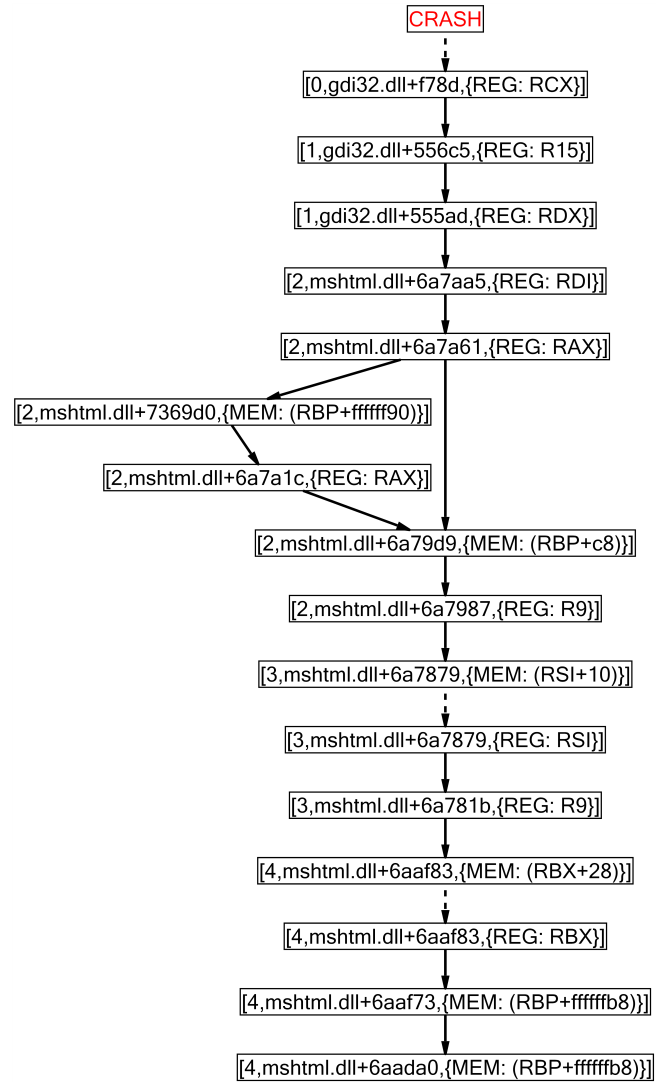 CRASH
[0,gdi32.dll+f78d,{REG: RCX}]
[1,gdi32.dll+556c5,{REG: R15}]
[1,gdi32.dll+555ad,{REG: RDX}]
[2,mshtml.dll+6a7aa5,{REG: RDI}]
[2,mshtml.dll+6a7a61,{REG: RAX}]
[2,mshtml.dll+7369d0,{MEM: (RBP+ffffff90)}]
[2,mshtml.dll+6a7a1c,{REG: RAX}]
[2,mshtml.dll+6a79d9,{MEM: (RBP+c8)}]
[2,mshtml.dll+6a7987,{REG: R9}]
[3,mshtml.dll+6a7879,{MEM: (RSI+10)}]
[3,mshtml.dll+6a7879,{REG: RSI}]
[3,mshtml.dll+6a781b,{REG: R9}]
[4,mshtml.dll+6aaf83,{MEM: (RBX+28)}]
[4,mshtml.dll+6aaf83,{REG: RBX}]
[4,mshtml.dll+6aaf73,{MEM: (RBP+ffffffb8)}]
[4,mshtml.dll+6aada0,{MEM: (RBP+ffffffb8)}]